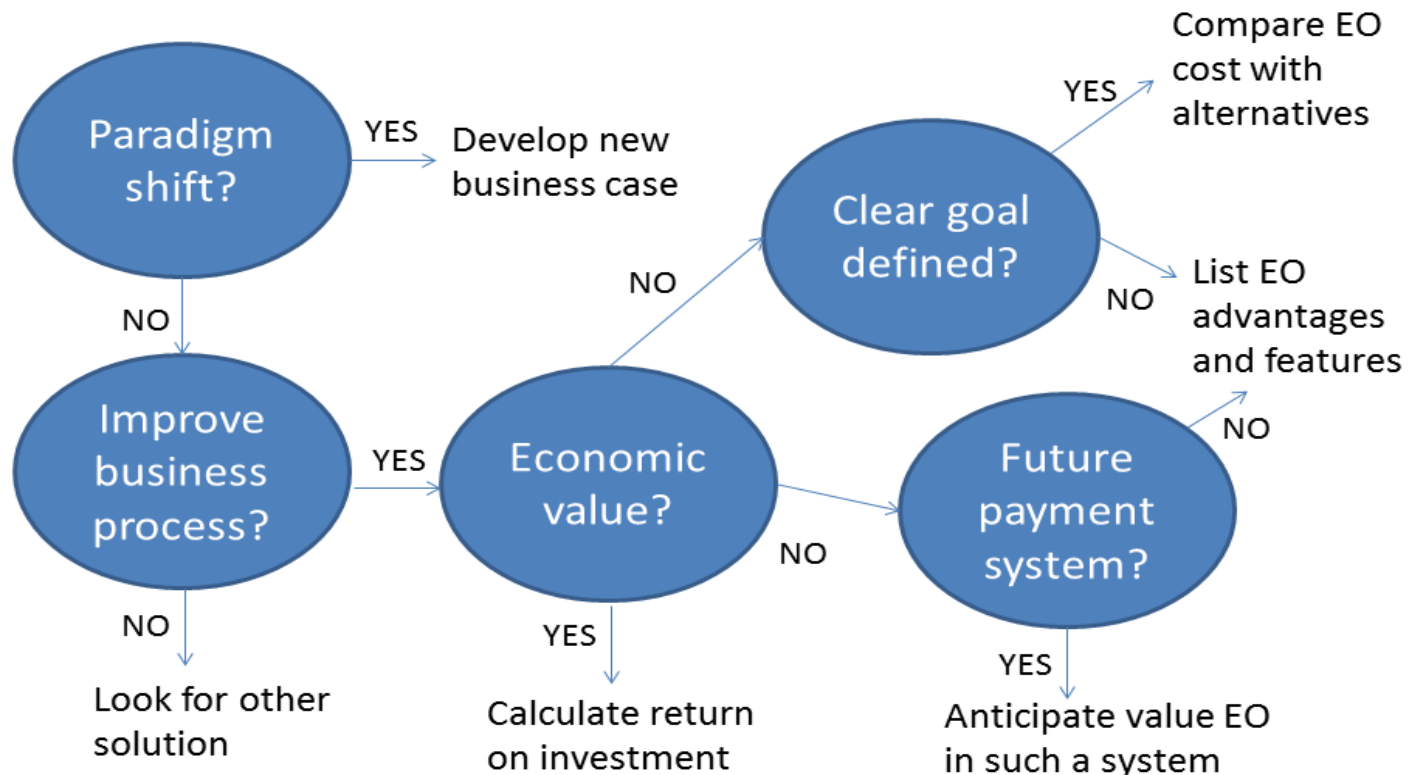 Paradigm
shift?
YES
Develop new
business case
NO
Improve
business
process?
NO
Look for other
solution
YES
Economic
value?
YES
Calculate return
on investment
NO
Clear goal
defined?
YES
Compare EO
cost with
alternatives
NO
List EO
advantages
and features
NO
Future
payment
system?
NO
YES
Anticipate value EO
in such a system